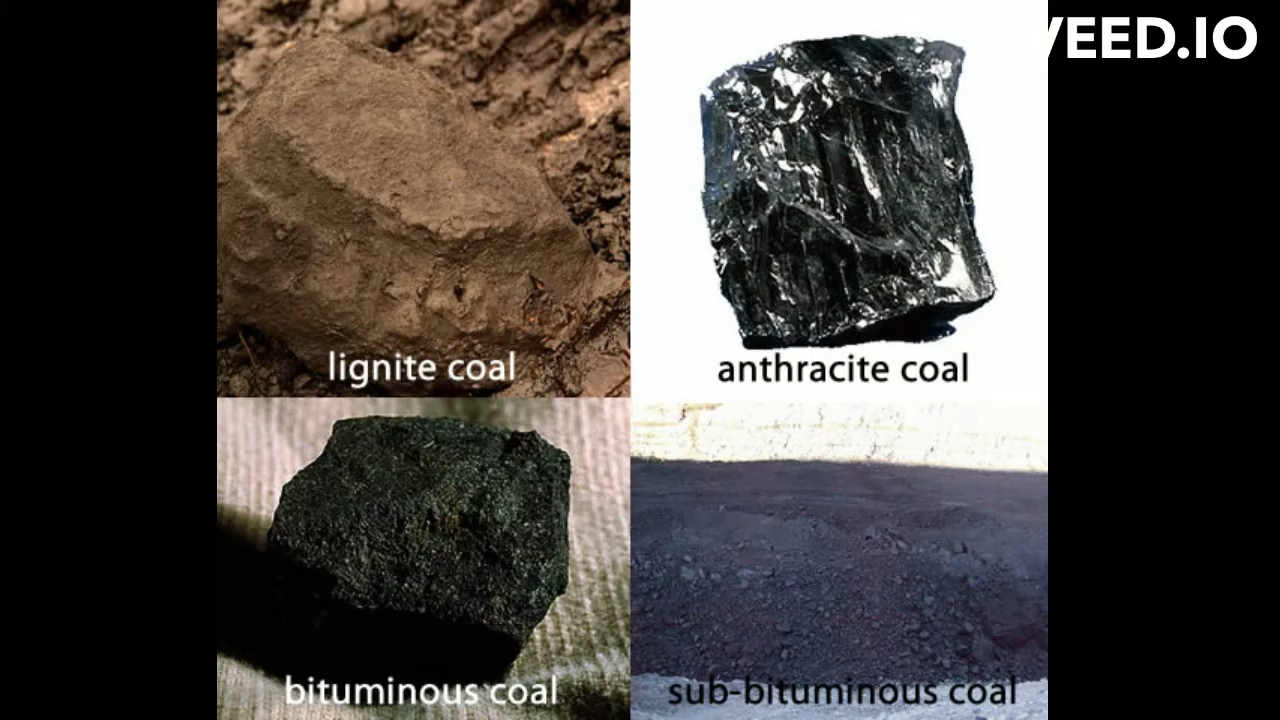 VEED.IO
lignite coal
anthracite coal
bituminous coal
sub-bituminous coal